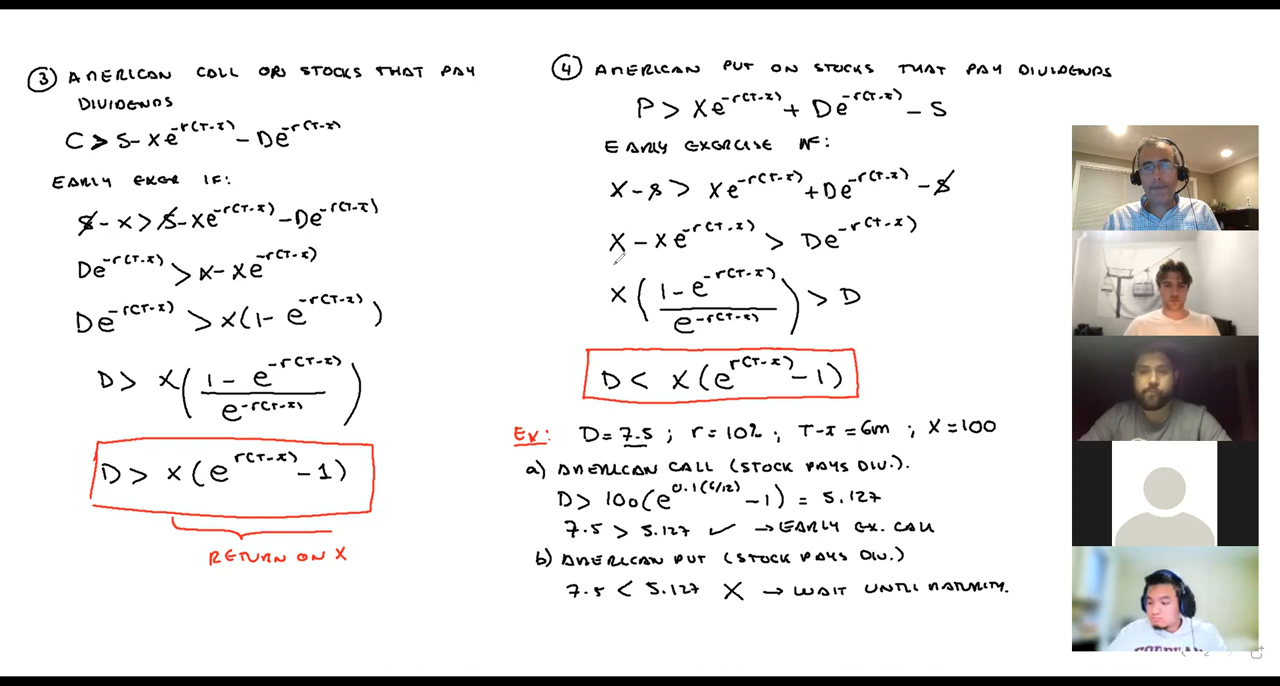 ③ AMERICAN CALL ON STOCKS THAT PAY
DIVIDENDS
C > S - Xe^{-r(T-t)} - De^{-r(T-t)}
EARLY EXER IF:
S - X > S - Xe^{-r(T-t)} - De^{-r(T-t)}
De^{-r(T-t)} > X - Xe^{-r(T-t)}
De^{-r(T-t)} > X(1 - e^{-r(T-t)})
D > X((1 - e^{-r(T-t)}) / e^{-r(T-t)})
D > X(e^{r(T-t)} - 1)
RETURN ON X
④ AMERICAN PUT ON STOCKS THAT PAY DIVIDENDS
P > Xe^{-r(T-t)} + De^{-r(T-t)} - S
EARLY EXERCISE IF:
X - S > Xe^{-r(T-t)} + De^{-r(T-t)} - S
X - Xe^{-r(T-t)} > De^{-r(T-t)}
X((1 - e^{-r(T-t)}) / e^{-r(T-t)}) > D
D < X(e^{r(T-t)} - 1)
Ex: D = 7.5 ; r = 10% ; T-t = 6m ; X = 100
a) AMERICAN CALL (STOCK PAYS DIV.).
D > 100(e^{0.1(6/12)} - 1) = 5.127
7.5 > 5.127 ✓ → EARLY EX. CALL
b) AMERICAN PUT (STOCK PAYS DIV.)
7.5 < 5.127 X → WAIT UNTIL MATURITY.